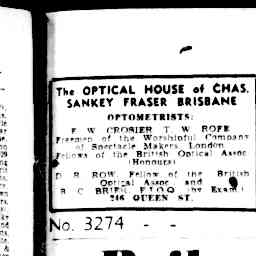 The OPTICAL HOUSE of CHAS.
SANKEY FRASER BRISBANE
OPTOMETRISTS:
F. W. CROSIER T. W. ROFE
Freemen of the Worshipful Company
of Spectacle Makers, London
Fellows of the British Optical Assoc.
(Honours)
D. R. ROW, Fellow of the British
Optical Assoc. and
R. C. BRIEN, F.I.O.Q. (by Exam.)
246 QUEEN ST.
No. 3274 - -